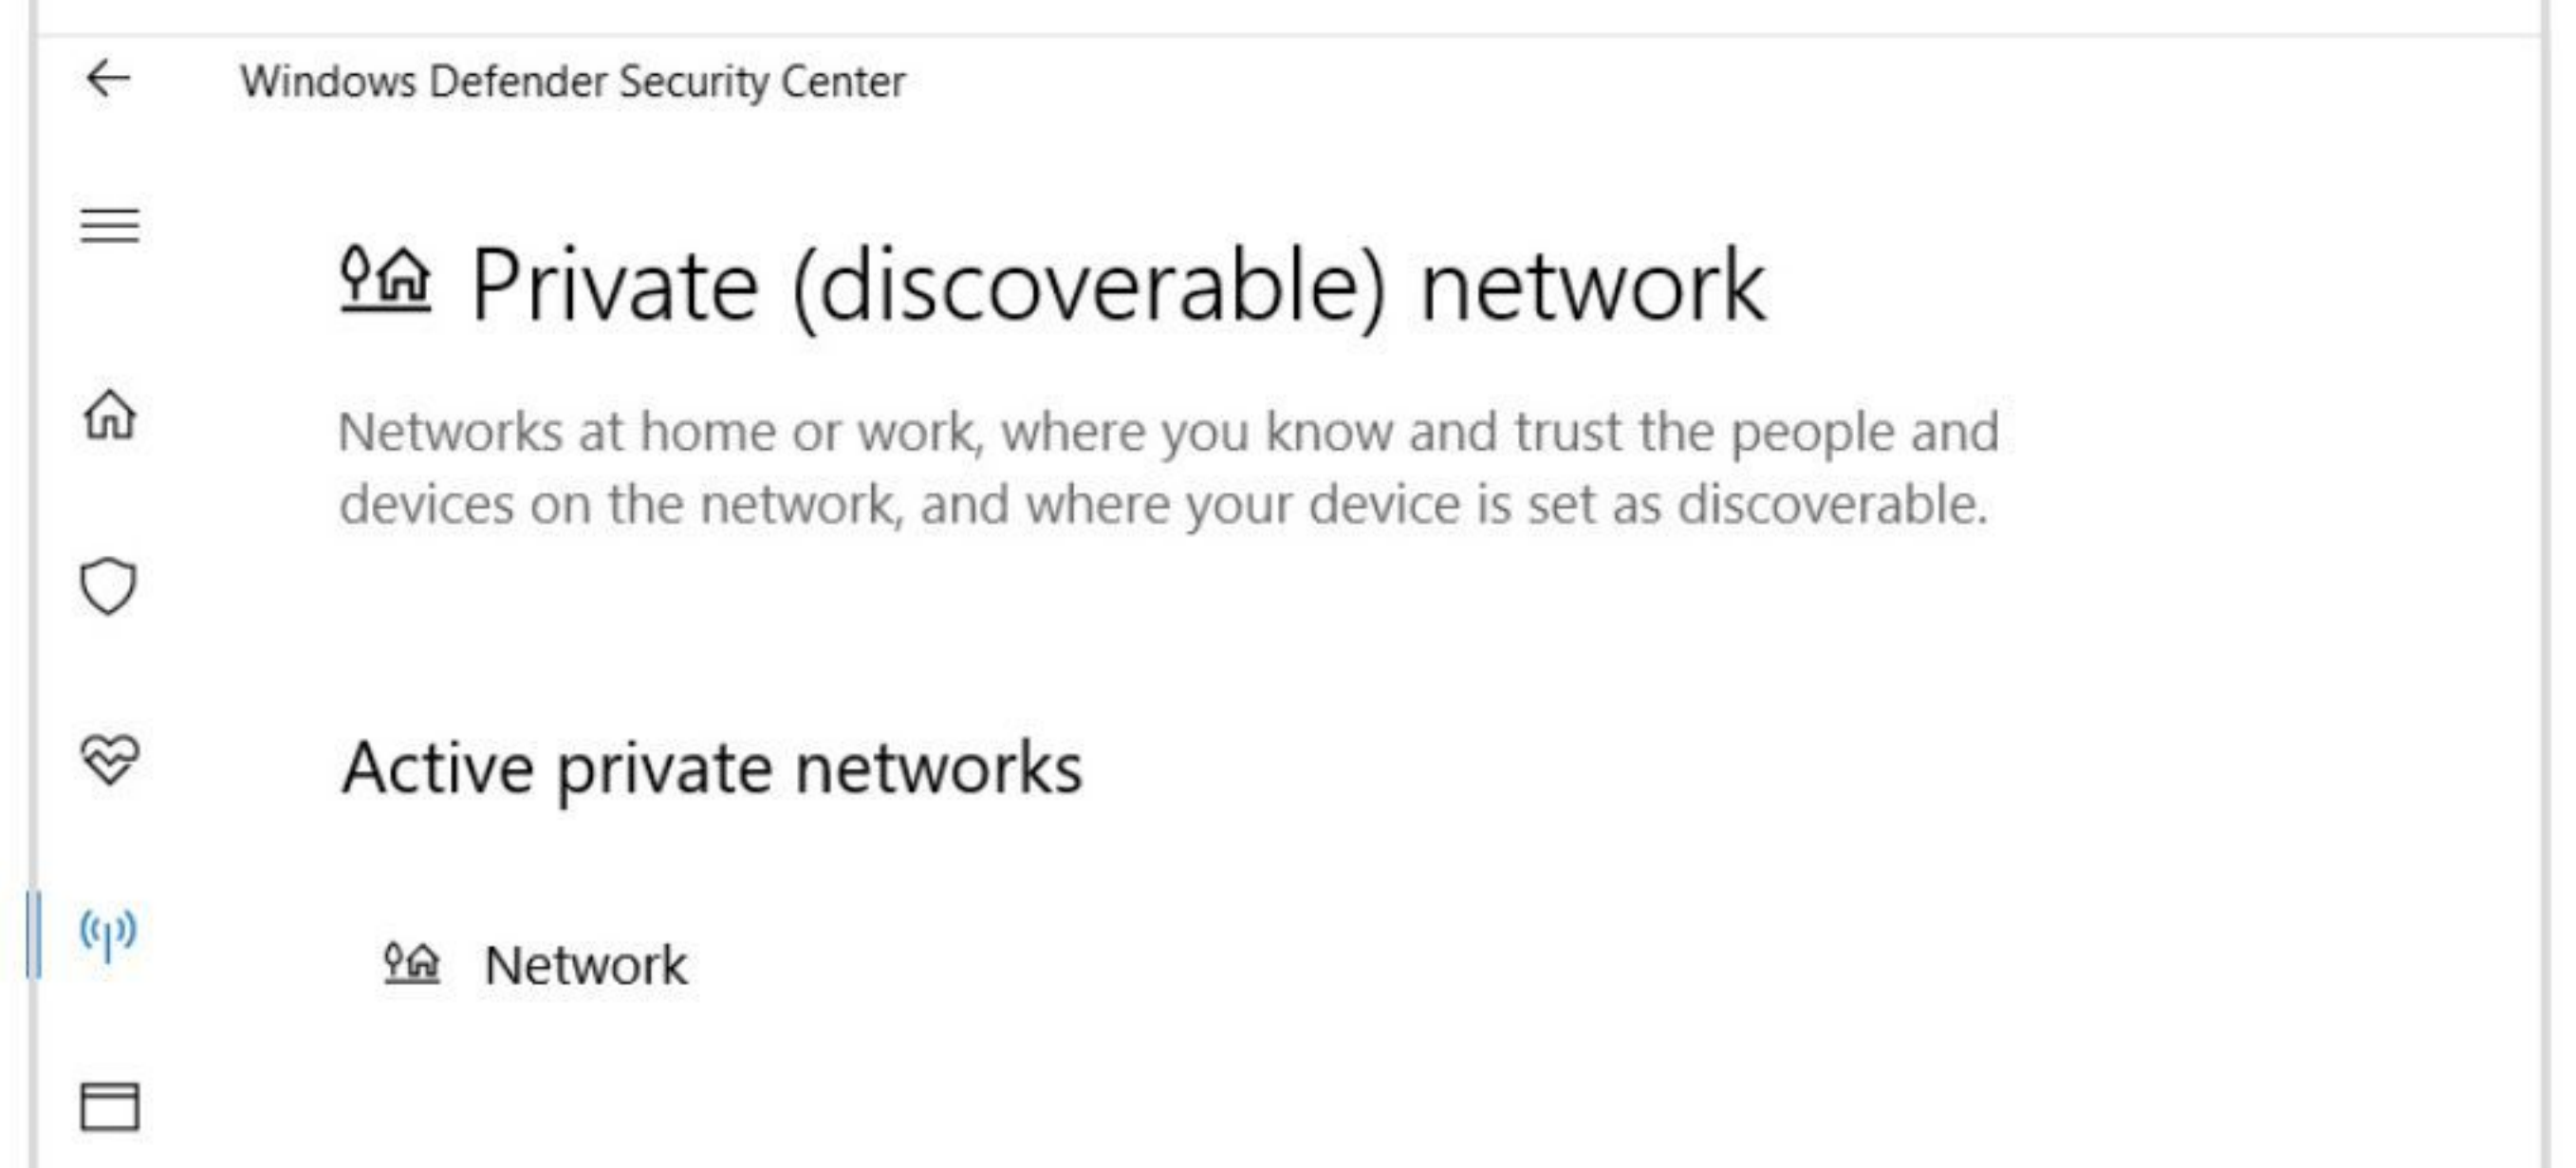 Windows Defender Security Center
Private (discoverable) network
Networks at home or work, where you know and trust the people and
devices on the network, and where your device is set as discoverable.
Active private networks
Network